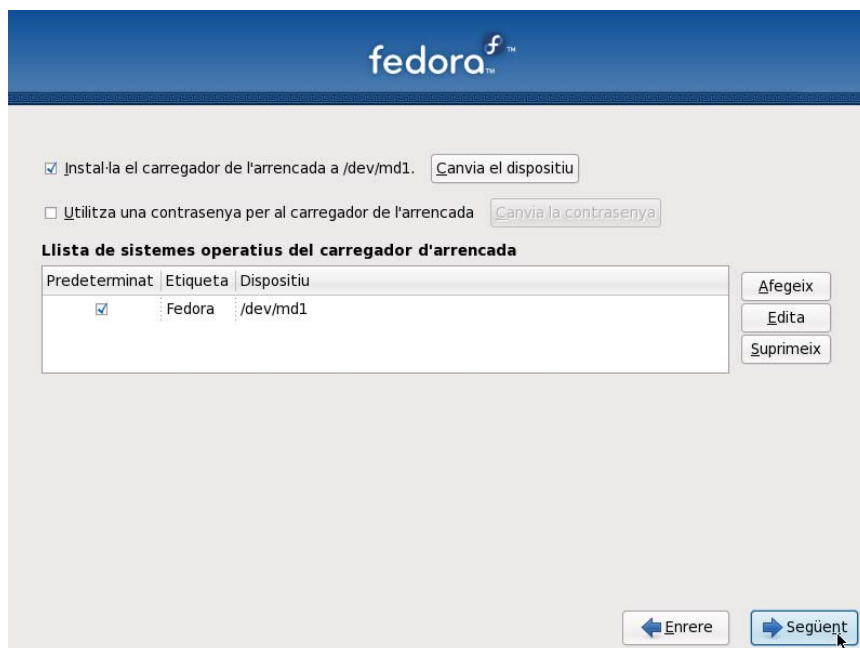 fedora™
Instal·la el carregador de l'arrencada a /dev/md1. Canvia el dispositiu
Utilitza una contrasenya per al carregador de l'arrencada Canvia la contrasenya
Llista de sistemes operatius del carregador d'arrencada
Predeterminat Etiqueta Dispositiu
Afegeix
Fedora /dev/md1
Edita
Suprimeix
Enrere Següent